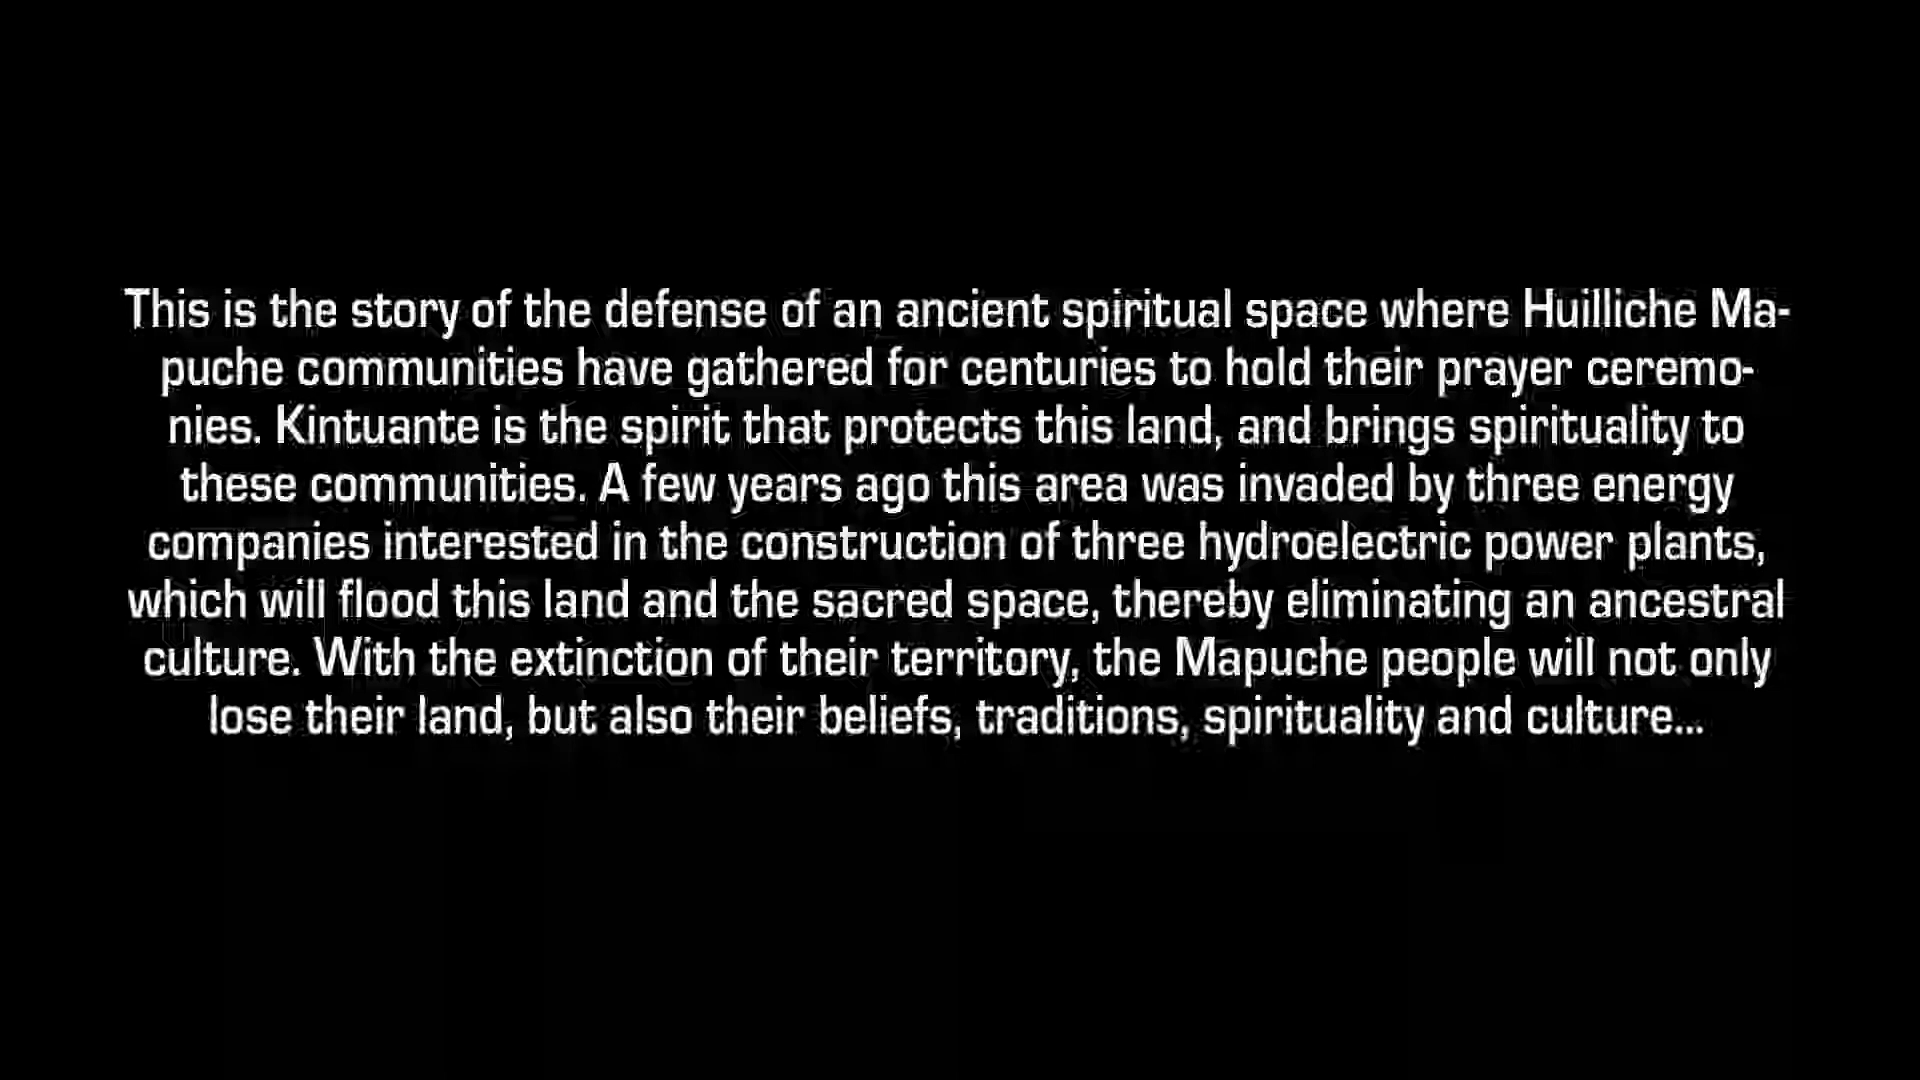 This is the story of the defense of an ancient spiritual space where Huilliche Ma-
puche communities have gathered for centuries to hold their prayer ceremo-
nies. Kintuante is the spirit that protects this land, and brings spirituality to
these communities. A few years ago this area was invaded by three energy
companies interested in the construction of three hydroelectric power plants,
which will flood this land and the sacred space, thereby eliminating an ancestral
culture. With the extinction of their territory, the Mapuche people will not only
lose their land, but also their beliefs, traditions, spirituality and culture...